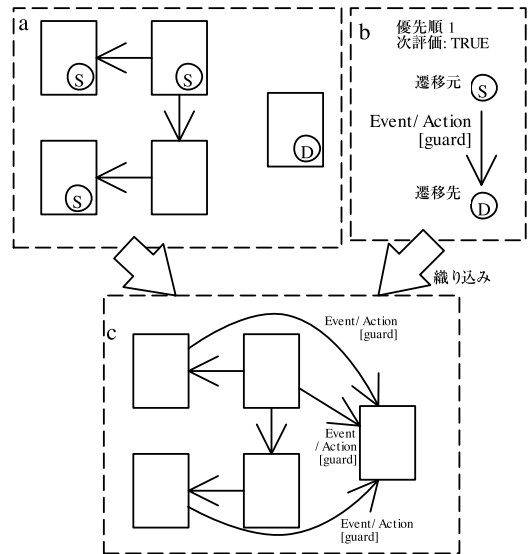 a
S
S
S
D
b
優先順 1
次評価: TRUE
遷移元
S
Event/ Action
[guard]
遷移先
D
織り込み
c
Event/ Action
[guard]
Event
/ Action
[guard]
Event/ Action
[guard]